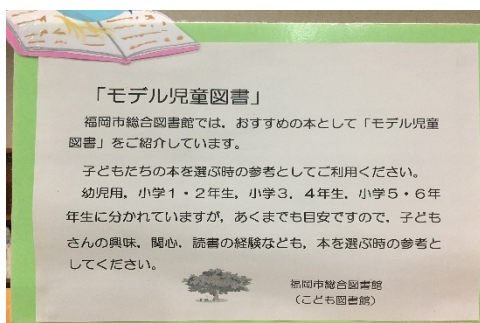 「モデル児童図書」
福岡市総合図書館では，おすすめの本として「モデル児童
図書」をご紹介しています。
子どもたちの本を選ぶ時の参考としてご利用ください。
幼児用，小学１・２年生，小学３，４年生，小学５・６年
年生に分かれていますが，あくまでも目安ですので，子ども
さんの興味，関心，読書の経験なども，本を選ぶ時の参考と
してください。
福岡市総合図書館
（こども図書館）